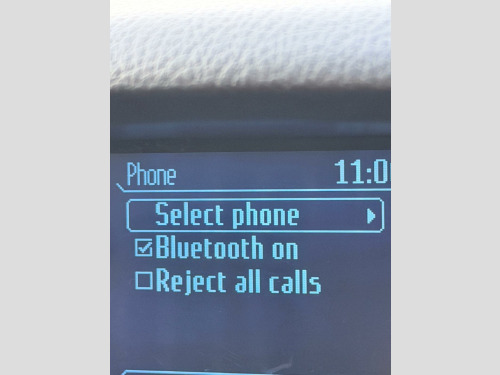 Phone 11:0
Select phone
Bluetooth on
Reject all calls